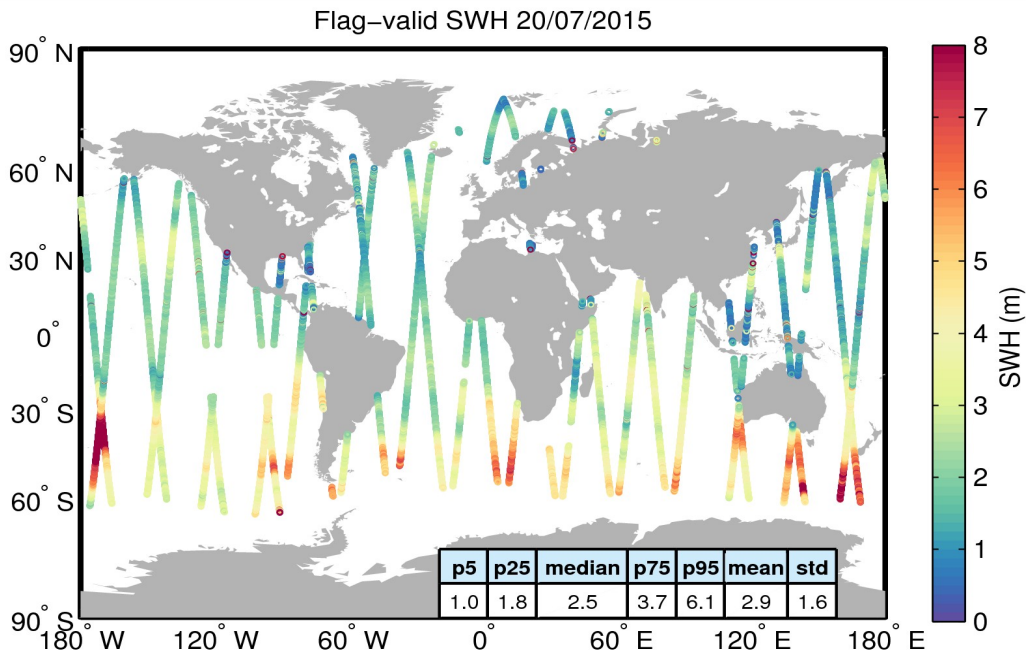 Flag−valid SWH 20/07/2015
90° N
60° N
30° N
0°
30° S
60° S
90° S
180° W
120° W
60° W
0°
60° E
120° E
180° E
p5 p25 median p75 p95 mean std
1.0 1.8 2.5 3.7 6.1 2.9 1.6
8
7
6
5
4
3
2
1
0
SWH (m)